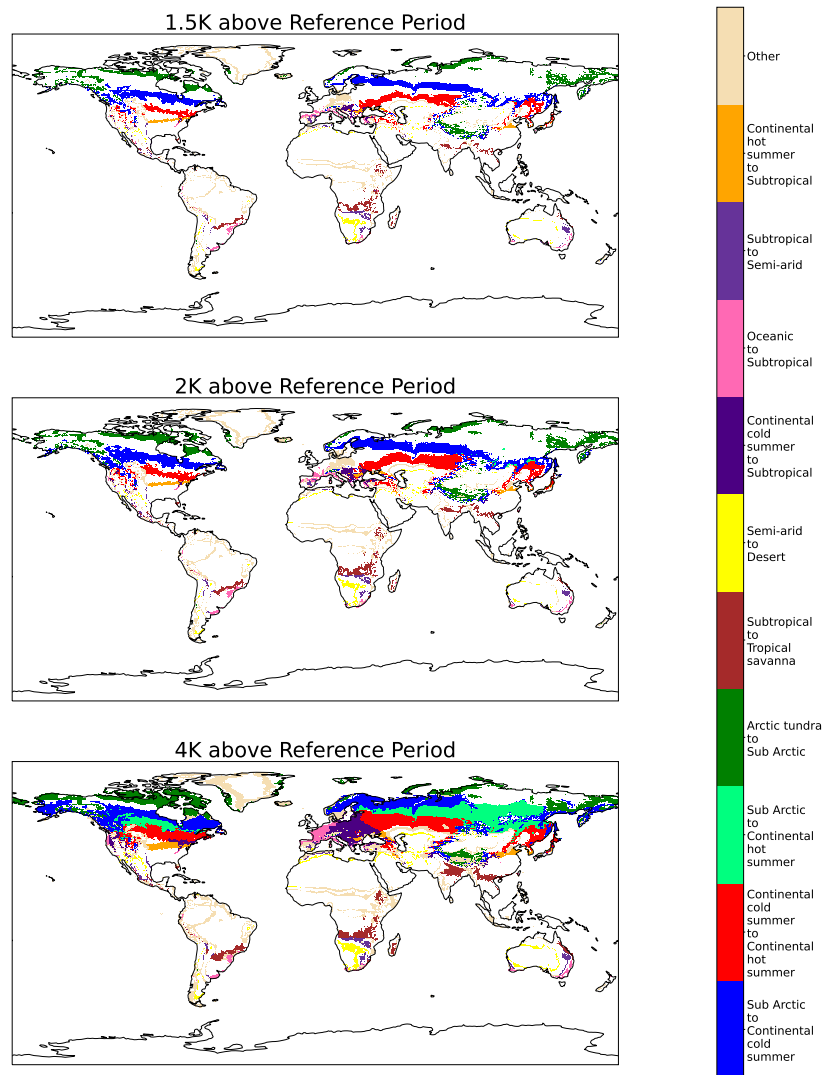 1.5K above Reference Period
2K above Reference Period
4K above Reference Period
Other
Continental
hot
summer
to
Subtropical
Subtropical
to
Semi-arid
Oceanic
to
Subtropical
Continental
cold
summer
to
Subtropical
Semi-arid
to
Desert
Subtropical
to
Tropical
savanna
Arctic tundra
to
Sub Arctic
Sub Arctic
to
Continental
hot
summer
Continental
cold
summer
to
Continental
hot
summer
Sub Arctic
to
Continental
cold
summer